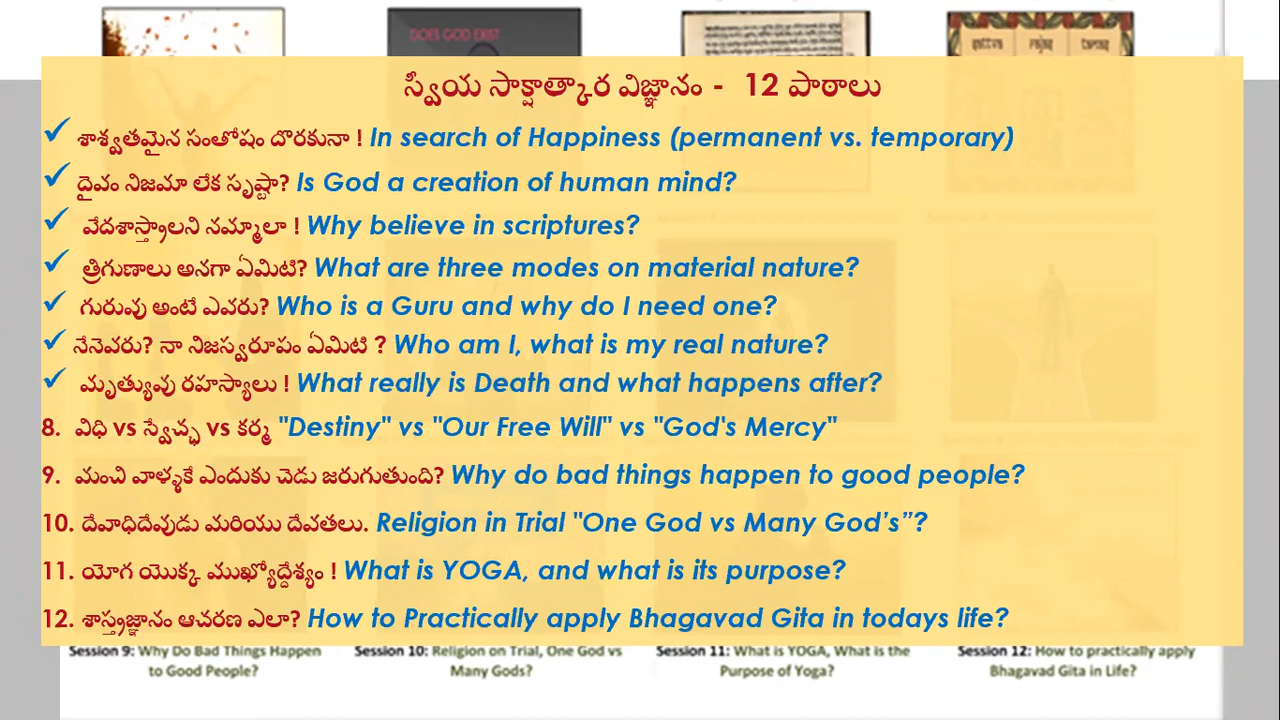 DOES GOD EXIST
sattva rajas tamas
స్వీయ సాక్షాత్కార విజ్ఞానం - 12 పాఠాలు
శాశ్వతమైన సంతోషం దొరకునా ! In search of Happiness (permanent vs. temporary)
దైవం నిజమా లేక సృష్టా? Is God a creation of human mind?
వేదశాస్త్రాలని నమ్మాలా ! Why believe in scriptures?
త్రిగుణాలు అనగా ఏమిటి? What are three modes on material nature?
గురువు అంటే ఎవరు? Who is a Guru and why do I need one?
నేనెవరు? నా నిజస్వరూపం ఏమిటి ? Who am I, what is my real nature?
మృత్యువు రహస్యాలు ! What really is Death and what happens after?
8. విధి vs స్వేచ్ఛ vs కర్మ "Destiny" vs "Our Free Will" vs "God's Mercy"
9. మంచి వాళ్ళకే ఎందుకు చెడు జరుగుతుంది? Why do bad things happen to good people?
10. దేవాధిదేవుడు మరియు దేవతలు. Religion in Trial "One God vs Many God’s”?
11. యోగ యొక్క ముఖ్యోద్దేశ్యం ! What is YOGA, and what is its purpose?
12. శాస్త్రజ్ఞానం ఆచరణ ఎలా? How to Practically apply Bhagavad Gita in todays life?
Session 9: Why Do Bad Things Happen to Good People?
Session 10: Religion on Trial, One God vs Many Gods?
Session 11: What is YOGA, What is the Purpose of Yoga?
Session 12: How to practically apply Bhagavad Gita in Life?